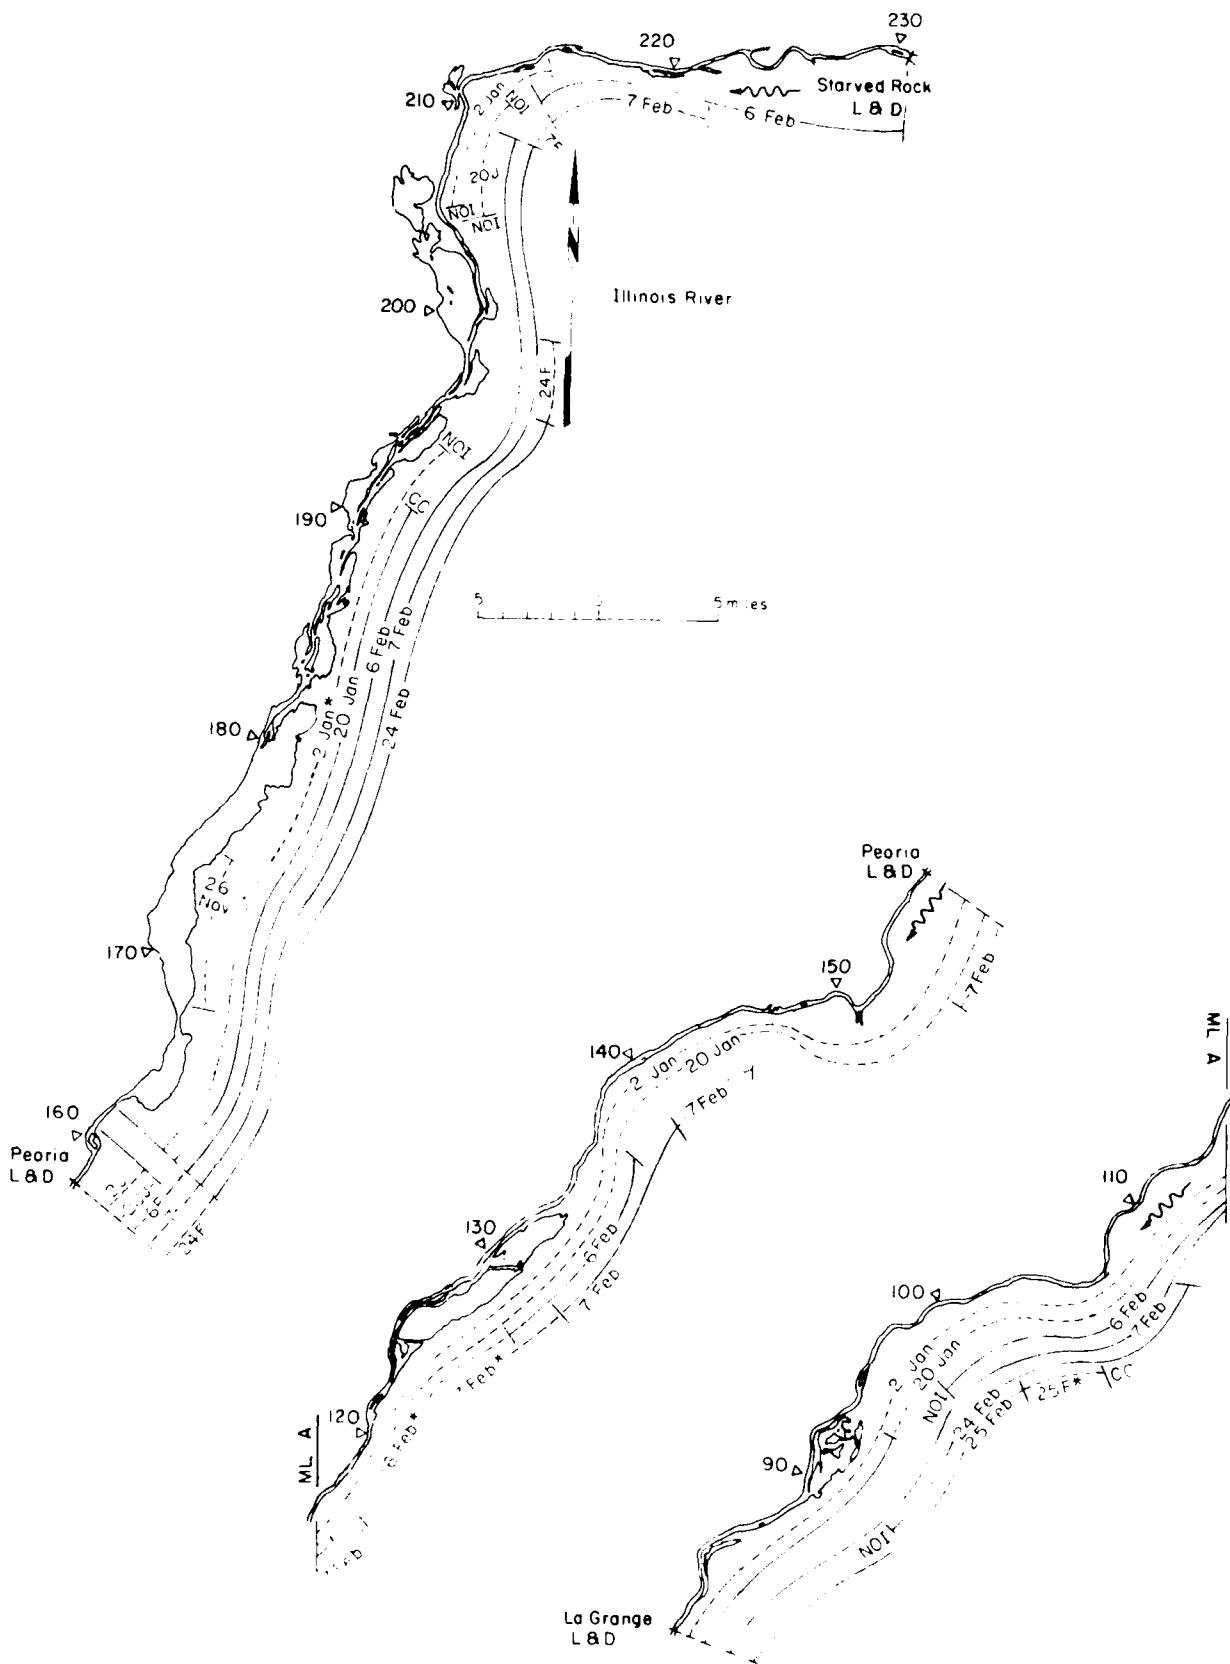 230
220
Starved Rock
L & D
210
2 Jan
NOI
7 Feb
6 Feb
7F
20J
NOI
NOI
200
Illinois River
24F
NOI
190
5
5 miles
6 Feb
7 Feb
2 Jan*
20 Jan
24 Feb
180
26
Nov
170
160
Peoria
L & D
24F
Peoria
L & D
150
7 Feb
140
2 Jan
20 Jan
7 Feb
130
6 Feb
7 Feb
Feb*
120
6 Feb*
ML A
ML A
110
100
6 Feb
7 Feb
2 Jan
20 Jan
NOI
24 Feb
25 Feb
25F*
90
NOI
La Grange
L & D